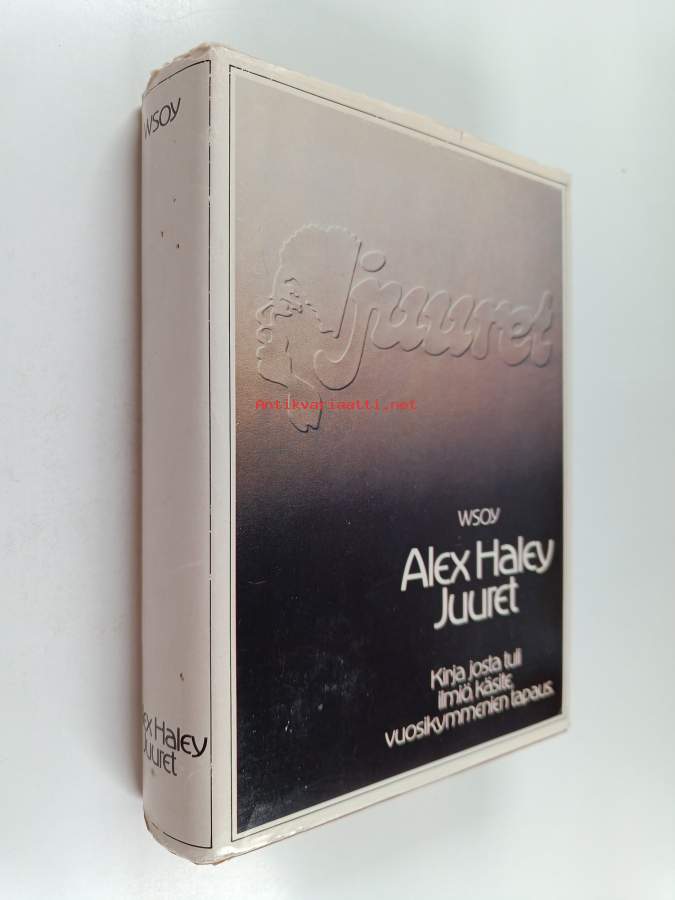 WSOY
Alex Haley
Juuret
juuret
Antikvariaatti.net
WSOY
Alex Haley
Juuret
Kirja josta tuli
ilmiö, käsite,
vuosikymmenien tapaus.